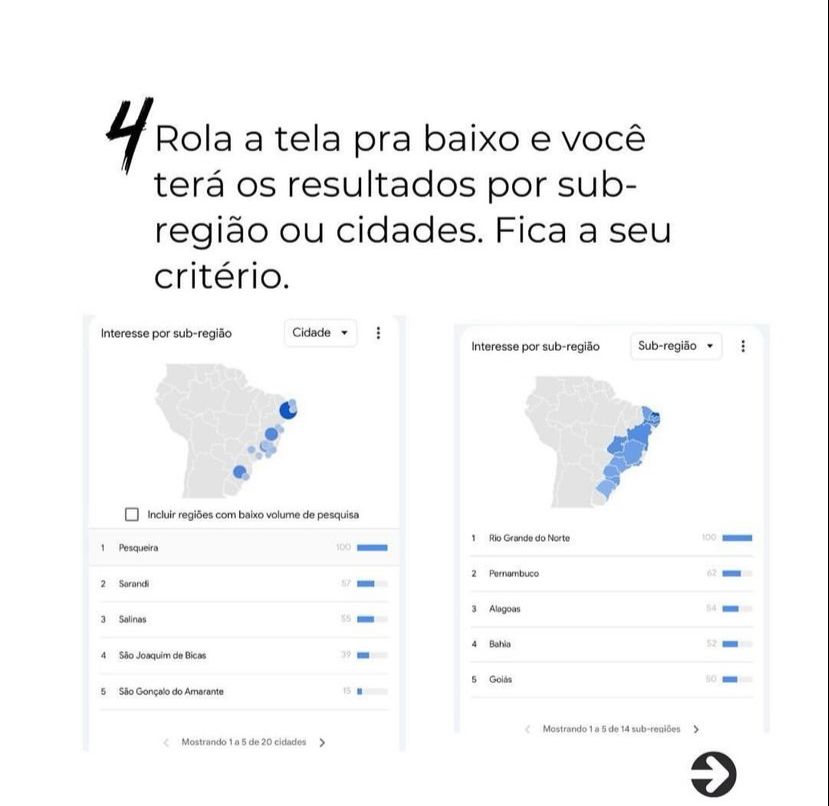 4
Rola a tela pra baixo e você
terá os resultados por sub-
região ou cidades. Fica a seu
critério.
Interesse por sub-região
Cidade
Incluir regiões com baixo volume de pesquisa
1 Pesqueira 100
2 Sarandi 57
3 Salinas 55
4 São Joaquim de Bicas 39
5 São Gonçalo do Amarante 15
Mostrando 1 a 5 de 20 cidades
Interesse por sub-região
Sub-região
1 Rio Grande do Norte 100
2 Pernambuco 62
3 Alagoas 54
4 Bahia 52
5 Goiás 50
Mostrando 1 a 5 de 14 sub-regiões